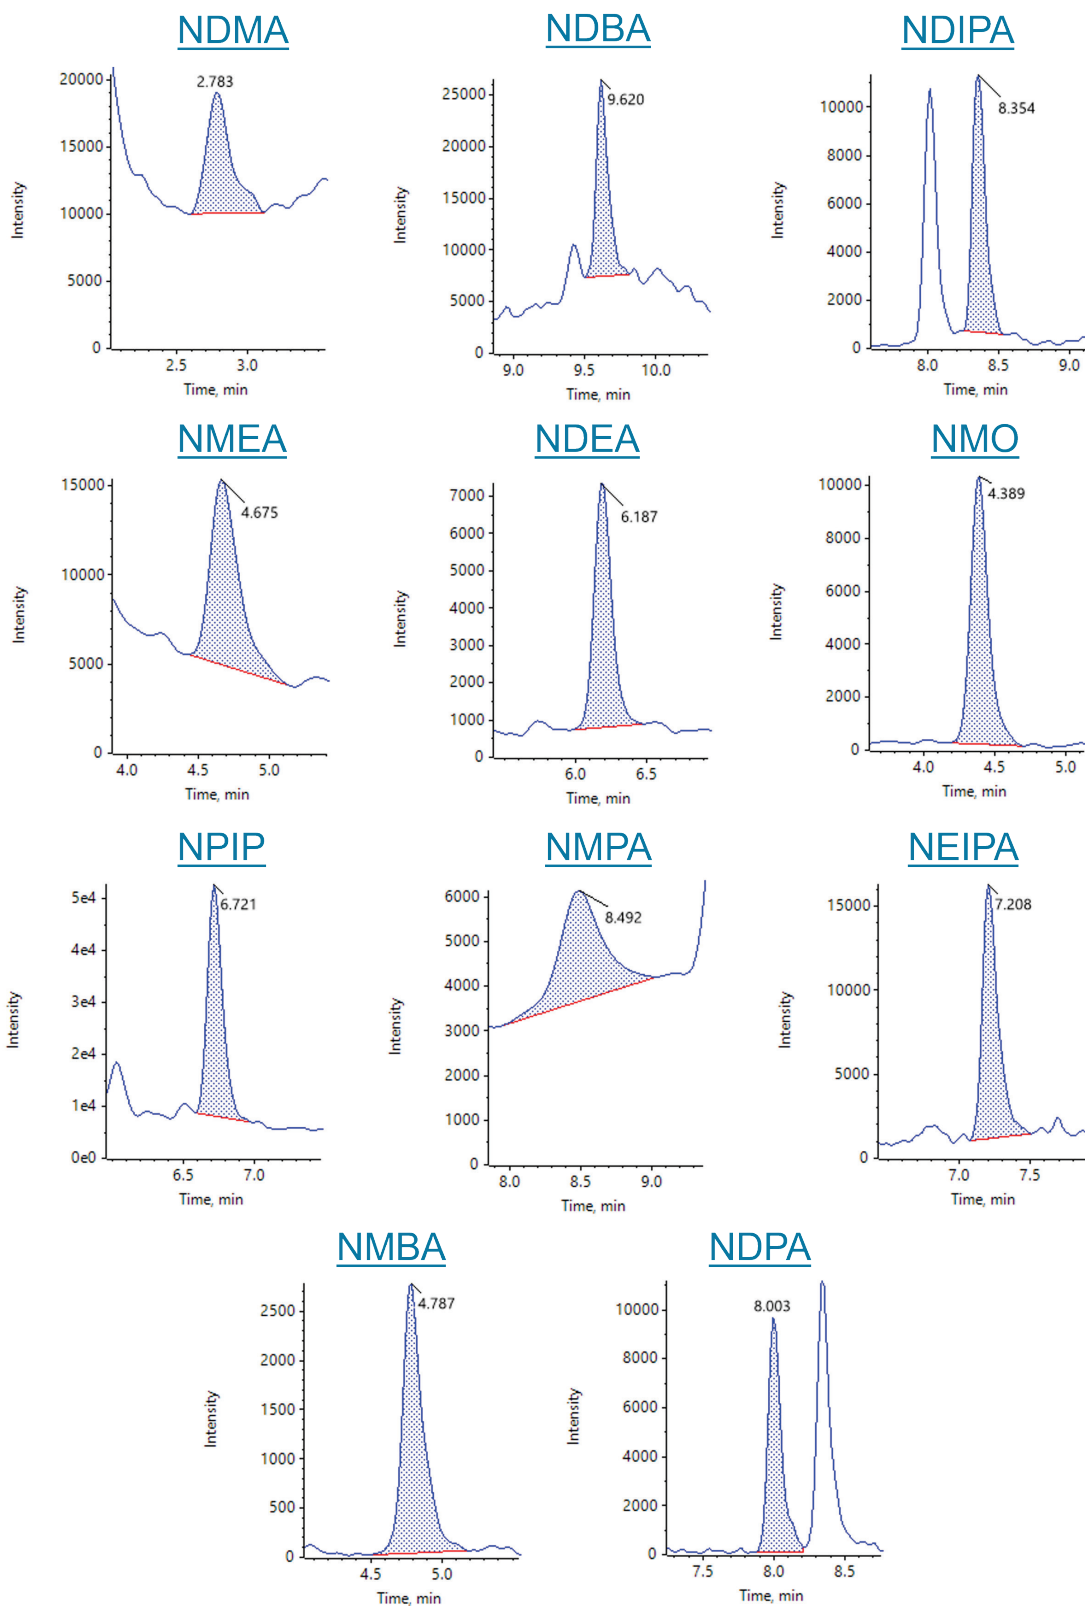 NDMA
NDBA
NDIPA
20000
15000
10000
5000
0
Intensity
2.783
2.5
3.0
Time, min
25000
20000
15000
10000
5000
0
Intensity
9.620
9.0
9.5
10.0
Time, min
10000
8000
6000
4000
2000
0
Intensity
8.354
8.0
8.5
9.0
Time, min
NMEA
NDEA
NMO
15000
10000
5000
0
Intensity
4.675
4.0
4.5
5.0
Time, min
7000
6000
5000
4000
3000
2000
1000
0
Intensity
6.187
6.0
6.5
Time, min
10000
8000
6000
4000
2000
0
Intensity
4.389
4.0
4.5
5.0
Time, min
NPIP
NMPA
NEIPA
5e4
4e4
3e4
2e4
1e4
0e0
Intensity
6.721
6.5
7.0
Time, min
6000
5000
4000
3000
2000
1000
0
Intensity
8.492
8.0
8.5
9.0
Time, min
15000
10000
5000
0
Intensity
7.208
7.0
7.5
Time, min
NMBA
NDPA
2500
2000
1500
1000
500
0
Intensity
4.787
4.5
5.0
Time, min
10000
8000
6000
4000
2000
0
Intensity
8.003
7.5
8.0
8.5
Time, min